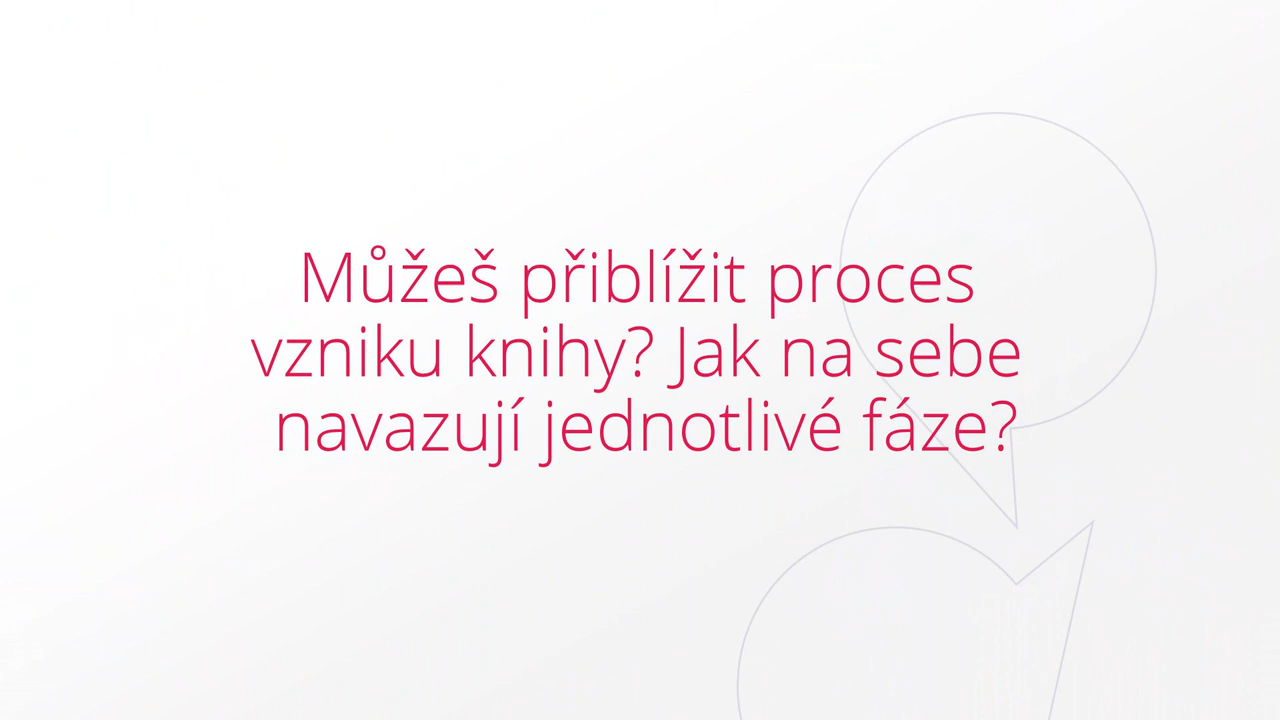 Můžeš přiblížit proces
vzniku knihy? Jak na sebe
navazují jednotlivé fáze?